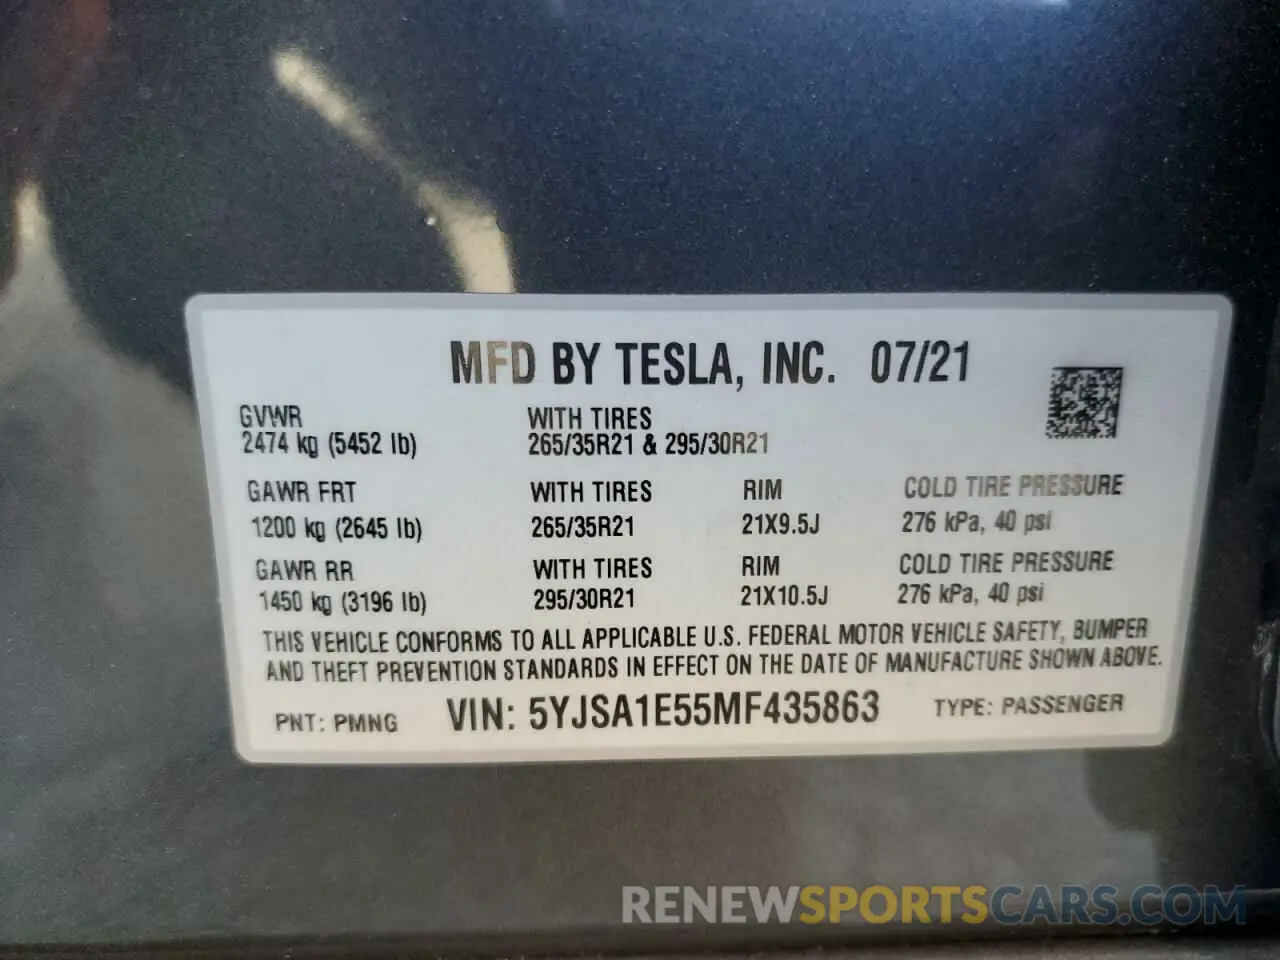 MFD BY TESLA, INC. 07/21
GVWR WITH TIRES
2474 kg (5452 lb) 265/35R21 & 295/30R21
GAWR FRT WITH TIRES RIM COLD TIRE PRESSURE
1200 kg (2645 lb) 265/35R21 21X9.5J 276 kPa, 40 psi
GAWR RR WITH TIRES RIM COLD TIRE PRESSURE
1450 kg (3196 lb) 295/30R21 21X10.5J 276 kPa, 40 psi
THIS VEHICLE CONFORMS TO ALL APPLICABLE U.S. FEDERAL MOTOR VEHICLE SAFETY, BUMPER
AND THEFT PREVENTION STANDARDS IN EFFECT ON THE DATE OF MANUFACTURE SHOWN ABOVE.
PNT: PMNG VIN: 5YJSA1E55MF435863 TYPE: PASSENGER
RENEWSPORTSCARS.COM